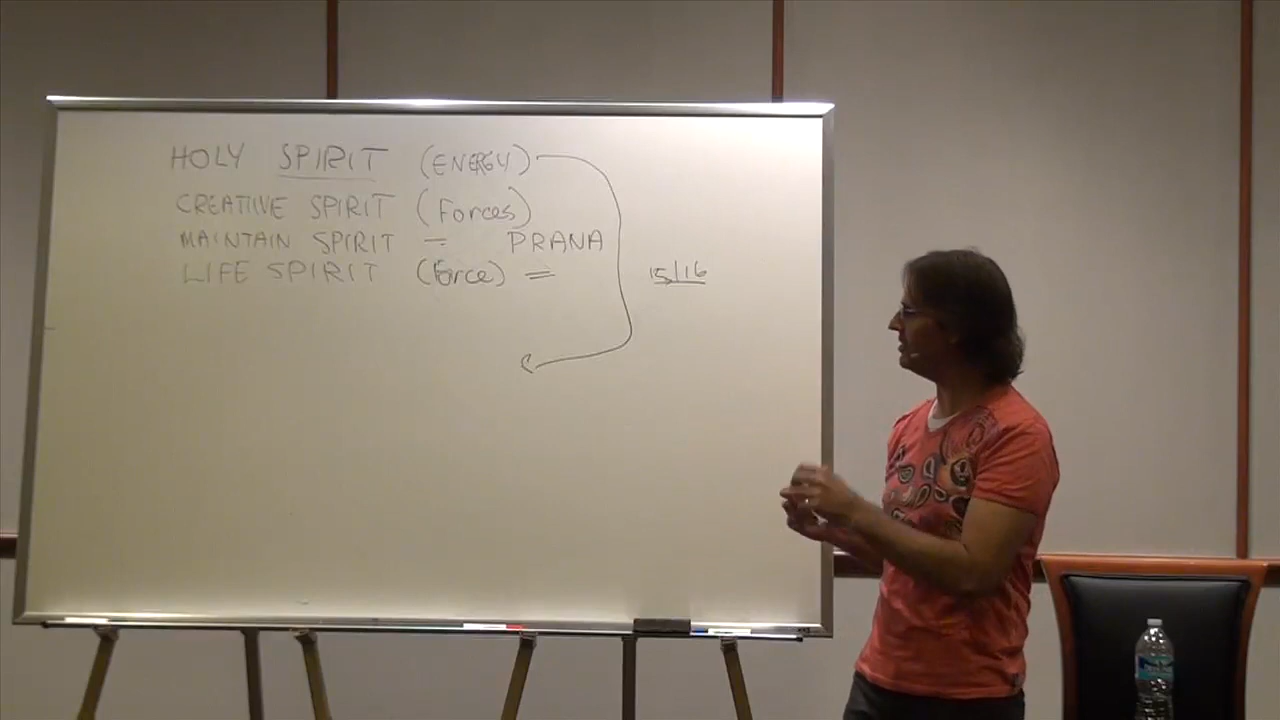 HOLY SPIRIT (ENERGY)
CREATIVE SPIRIT (Forces)
MAINTAIN SPIRIT = PRANA
LIFE SPIRIT (Force) = 15/16